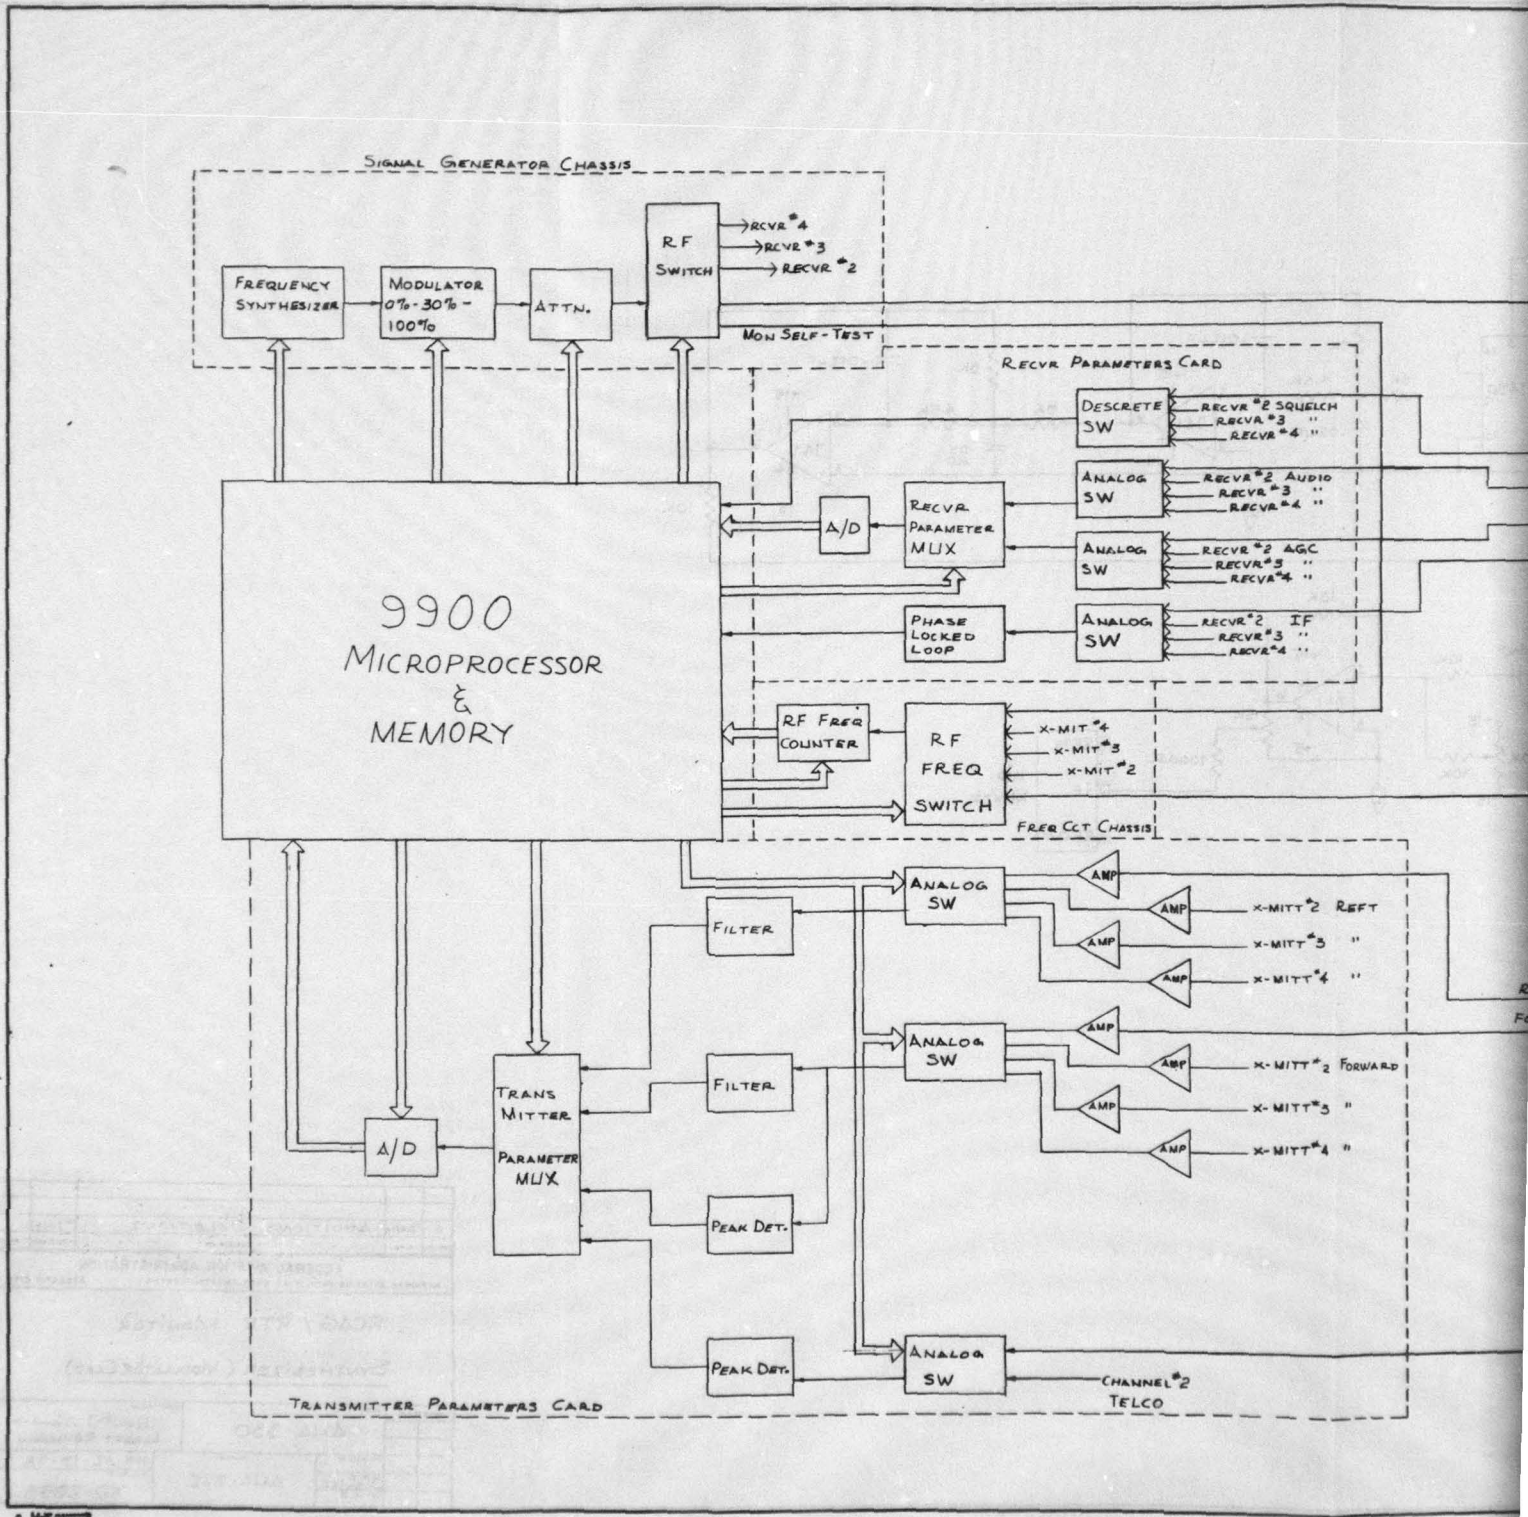 SIGNAL GENERATOR CHASSIS
FREQUENCY
SYNTHESIZER
MODULATOR
0%-30%-
100%
ATTN.
RF
SWITCH
RCVR #4
RCVR #3
RECVR #2
MON SELF-TEST
RECVR PARAMETERS CARD
DESCRETE
SW
RECVR #2 SQUELCH
RECVR #3 "
RECVR #4 "
ANALOG
SW
RECVR #2 AUDIO
RECVR #3 "
RECVR #4 "
A/D
RECVR
PARAMETER
MUX
ANALOG
SW
RECVR #2 AGC
RECVR #3 "
RECVR #4 "
PHASE
LOCKED
LOOP
ANALOG
SW
RECVR #2 IF
RECVR #3 "
RECVR #4 "
9900
MICROPROCESSOR
&
MEMORY
RF FREQ
COUNTER
RF
FREQ
SWITCH
X-MIT #4
X-MIT #3
X-MIT #2
FREQ CCT CHASSIS
ANALOG
SW
AMP
AMP
X-MITT #2 REFT
AMP
X-MITT #3 "
AMP
X-MITT #4 "
FILTER
ANALOG
SW
AMP
AMP
X-MITT #2 FORWARD
AMP
X-MITT #3 "
AMP
X-MITT #4 "
FILTER
TRANS
MITTER
PARAMETER
MUX
A/D
PEAK DET.
PEAK DET.
ANALOG
SW
CHANNEL #2
TELCO
TRANSMITTER PARAMETERS CARD